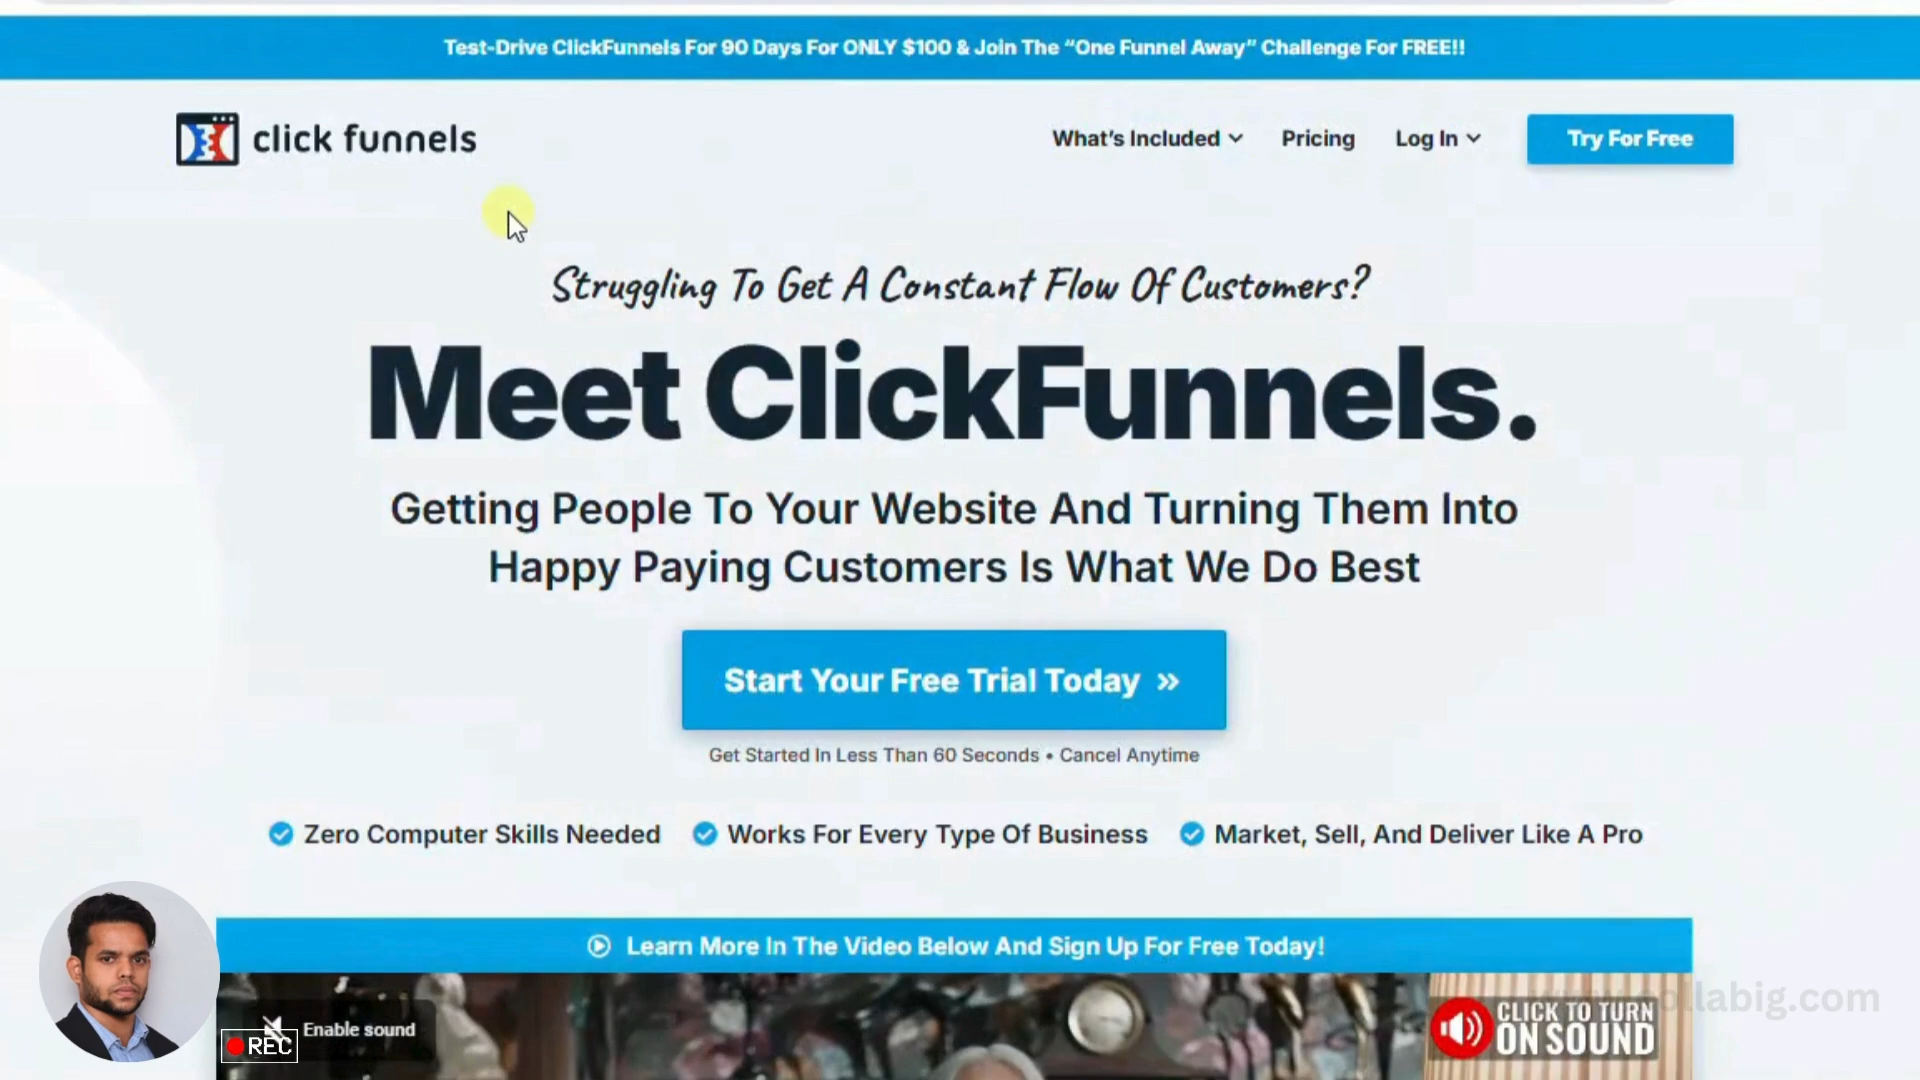 Test-Drive ClickFunnels For 90 Days For ONLY $100 & Join The “One Funnel Away” Challenge For FREE!!
click funnels
What’s Included
Pricing
Log In
Try For Free
Struggling To Get A Constant Flow Of Customers?
Meet ClickFunnels.
Getting People To Your Website And Turning Them Into
Happy Paying Customers Is What We Do Best
Start Your Free Trial Today »
Get Started In Less Than 60 Seconds • Cancel Anytime
Zero Computer Skills Needed
Works For Every Type Of Business
Market, Sell, And Deliver Like A Pro
Learn More In The Video Below And Sign Up For Free Today!
Enable sound
REC
CLICK TO TURN
ON SOUND